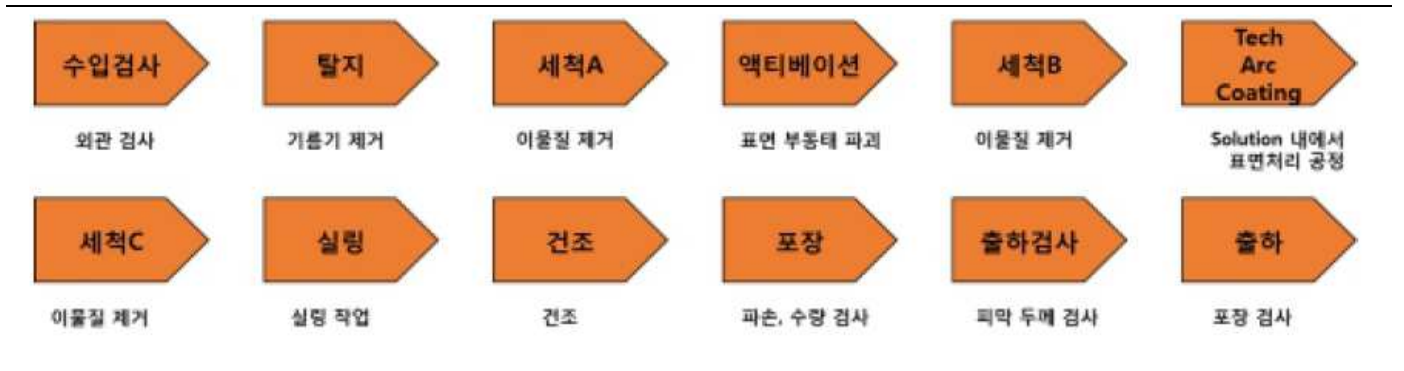 수입검사
탈지
세척A
액티베이션
세척B
Tech
Arc
Coating
외관 검사
기름기 제거
이물질 제거
표면 부동태 파괴
이물질 제거
Solution 내에서
표면처리 공정
세척C
실링
건조
포장
출하검사
출하
이물질 제거
실링 작업
건조
파손, 수량 검사
피막 두께 검사
포장 검사